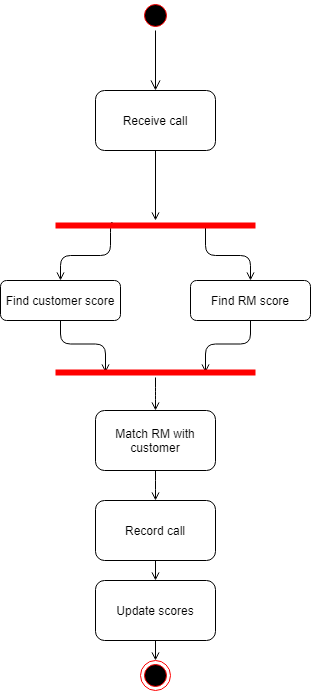 Receive call
Find customer score
Find RM score
Match RM with
customer
Record call
Update scores